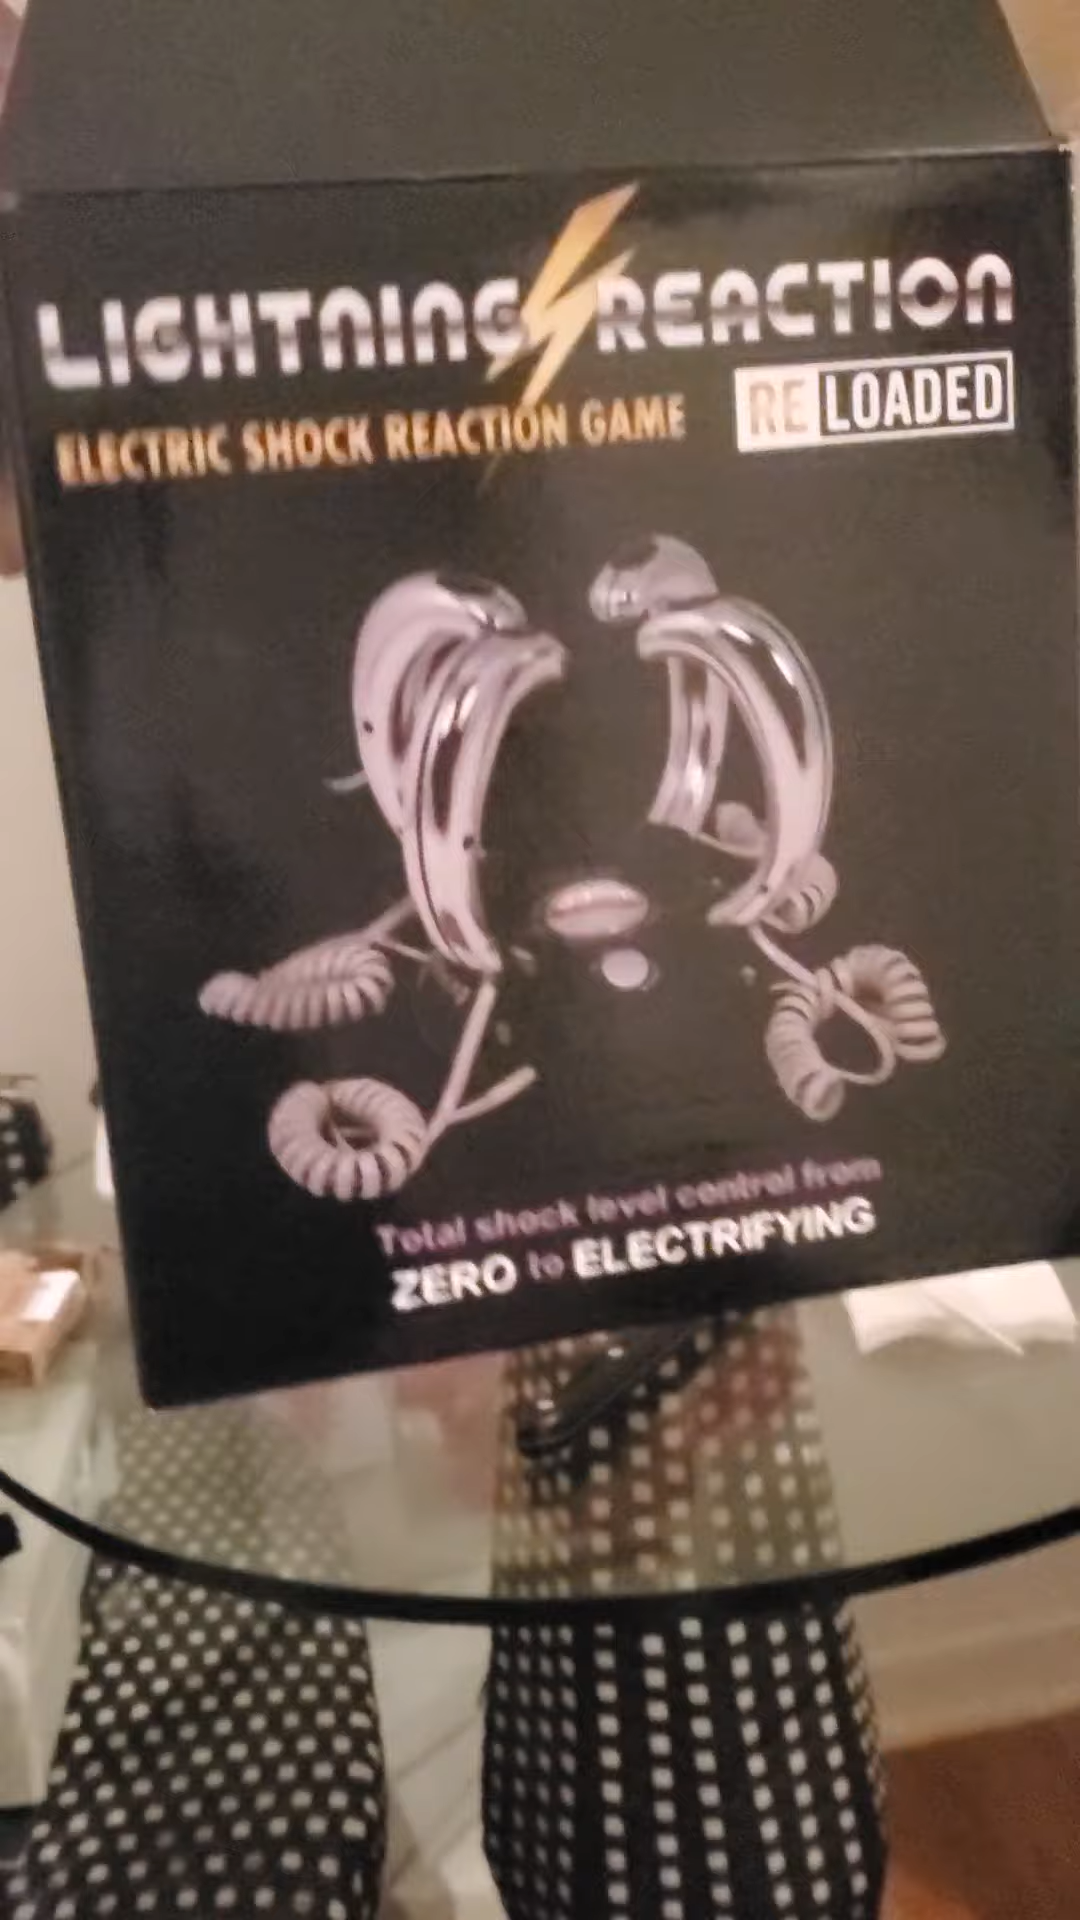 LIGHTNING REACTION
RELOADED
ELECTRIC SHOCK REACTION GAME
Total shock level control from
ZERO to ELECTRIFYING